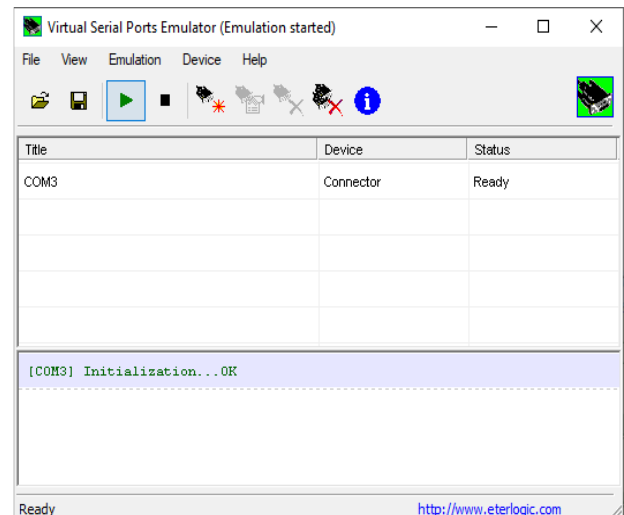 Virtual Serial Ports Emulator (Emulation started)
File View Emulation Device Help
Title Device Status
COM3 Connector Ready
[COM3] Initialization...OK
Ready http://www.eterlogic.com